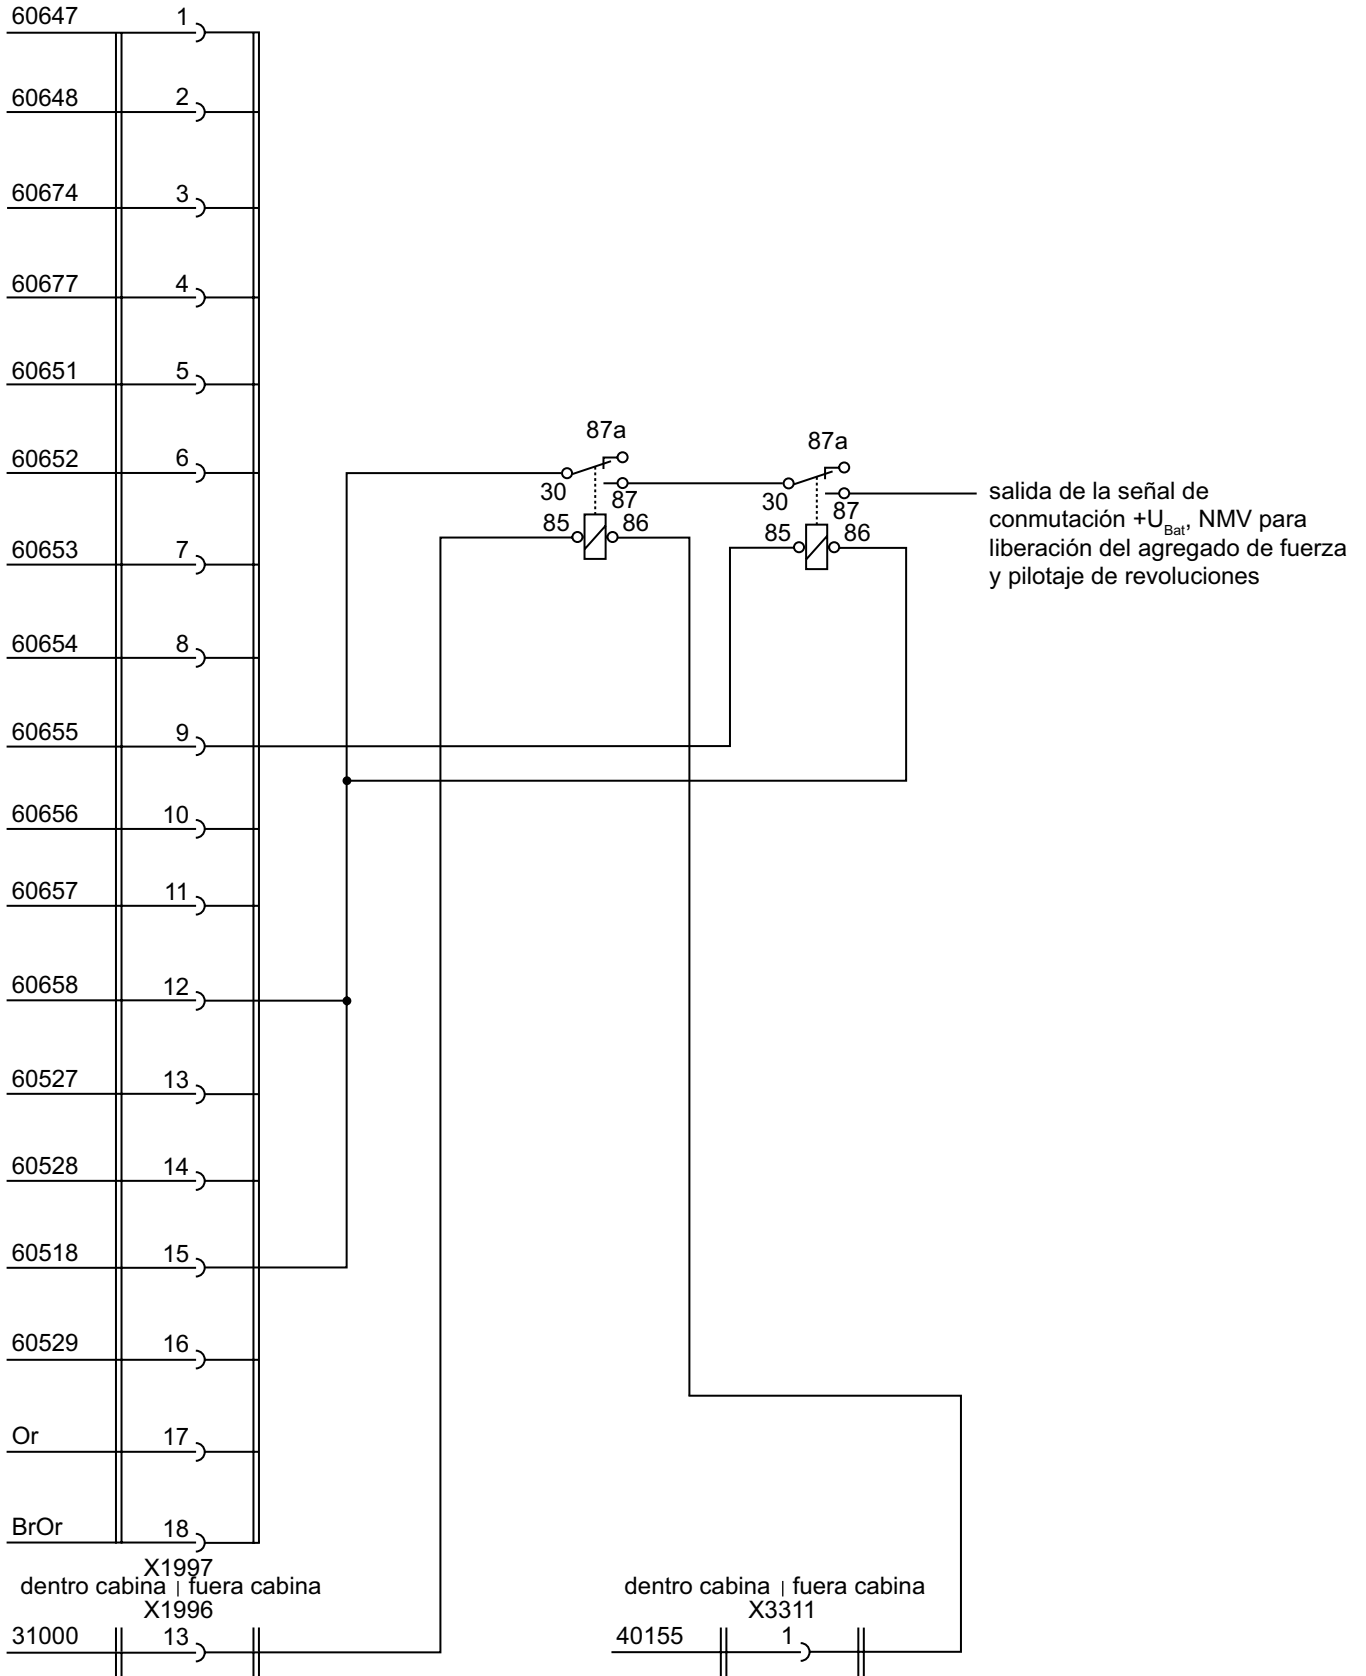 60647 1
60648 2
60674 3
60677 4
60651 5
87a
87a
60652 6
30
87
30
87
salida de la señal de
conmutación +UBat, NMV para
liberación del agregado de fuerza
y pilotaje de revoluciones
85
86
85
86
60653 7
60654 8
60655 9
60656 10
60657 11
60658 12
60527 13
60528 14
60518 15
60529 16
Or 17
BrOr 18
X1997
dentro cabina | fuera cabina
X1996
31000 13
dentro cabina | fuera cabina
X3311
40155 1